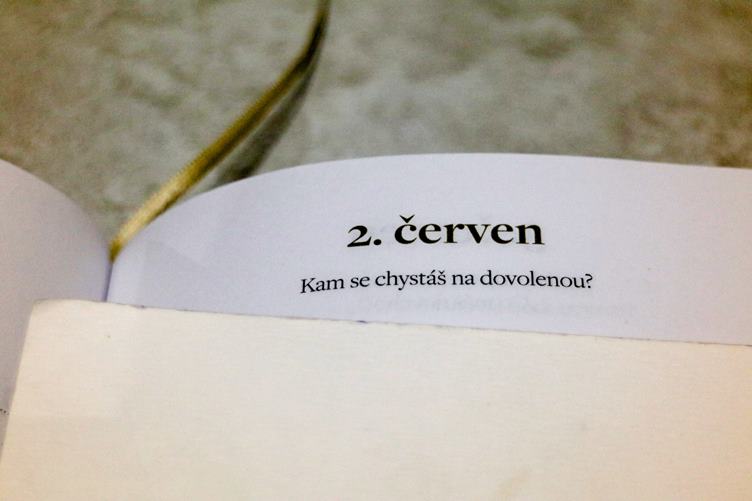 2. červen
Kam se chystáš na dovolenou?